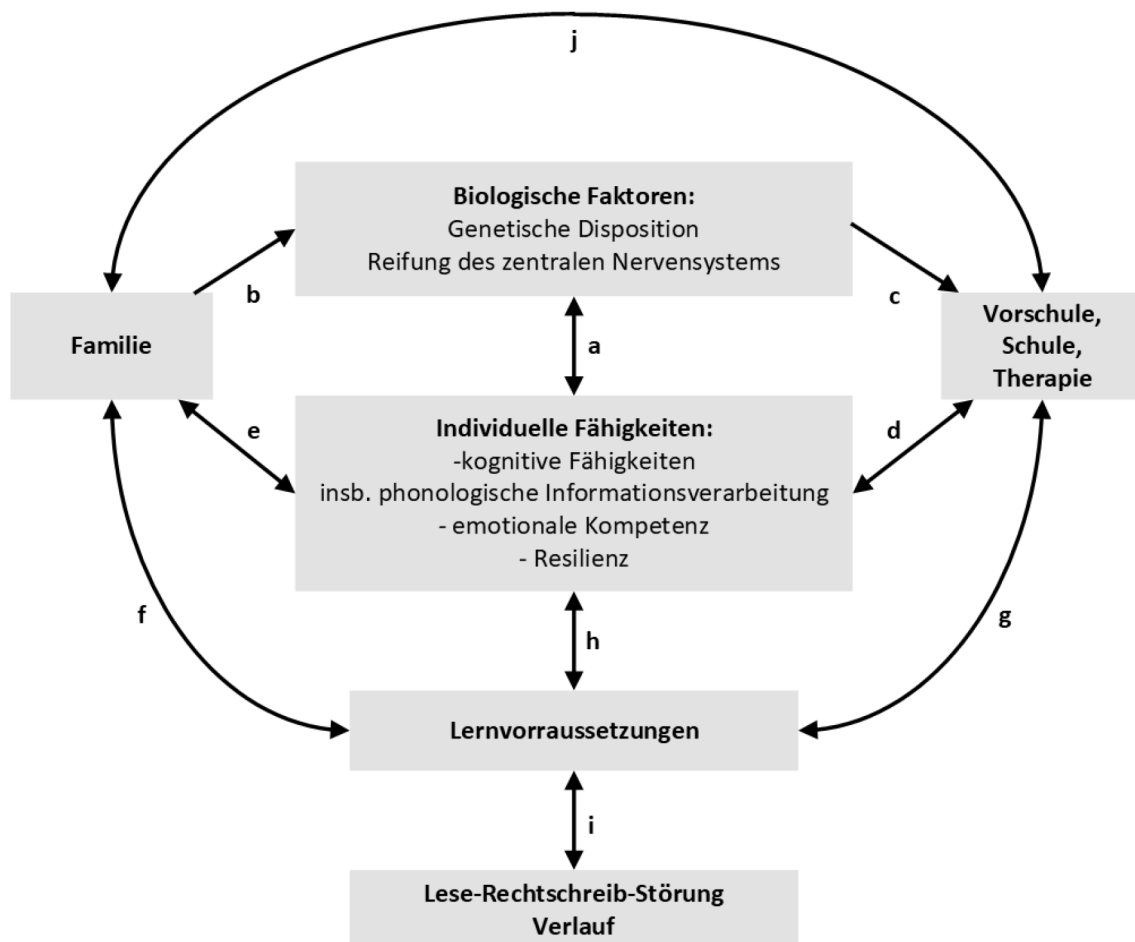 j
Biologische Faktoren:
Genetische Disposition
Reifung des zentralen Nervensystems
b
c
Familie
Vorschule,
Schule,
Therapie
a
e
Individuelle Fähigkeiten:
-kognitive Fähigkeiten
insb. phonologische Informationsverarbeitung
- emotionale Kompetenz
- Resilienz
d
f
h
g
Lernvorraussetzungen
i
Lese-Rechtschreib-Störung
Verlauf